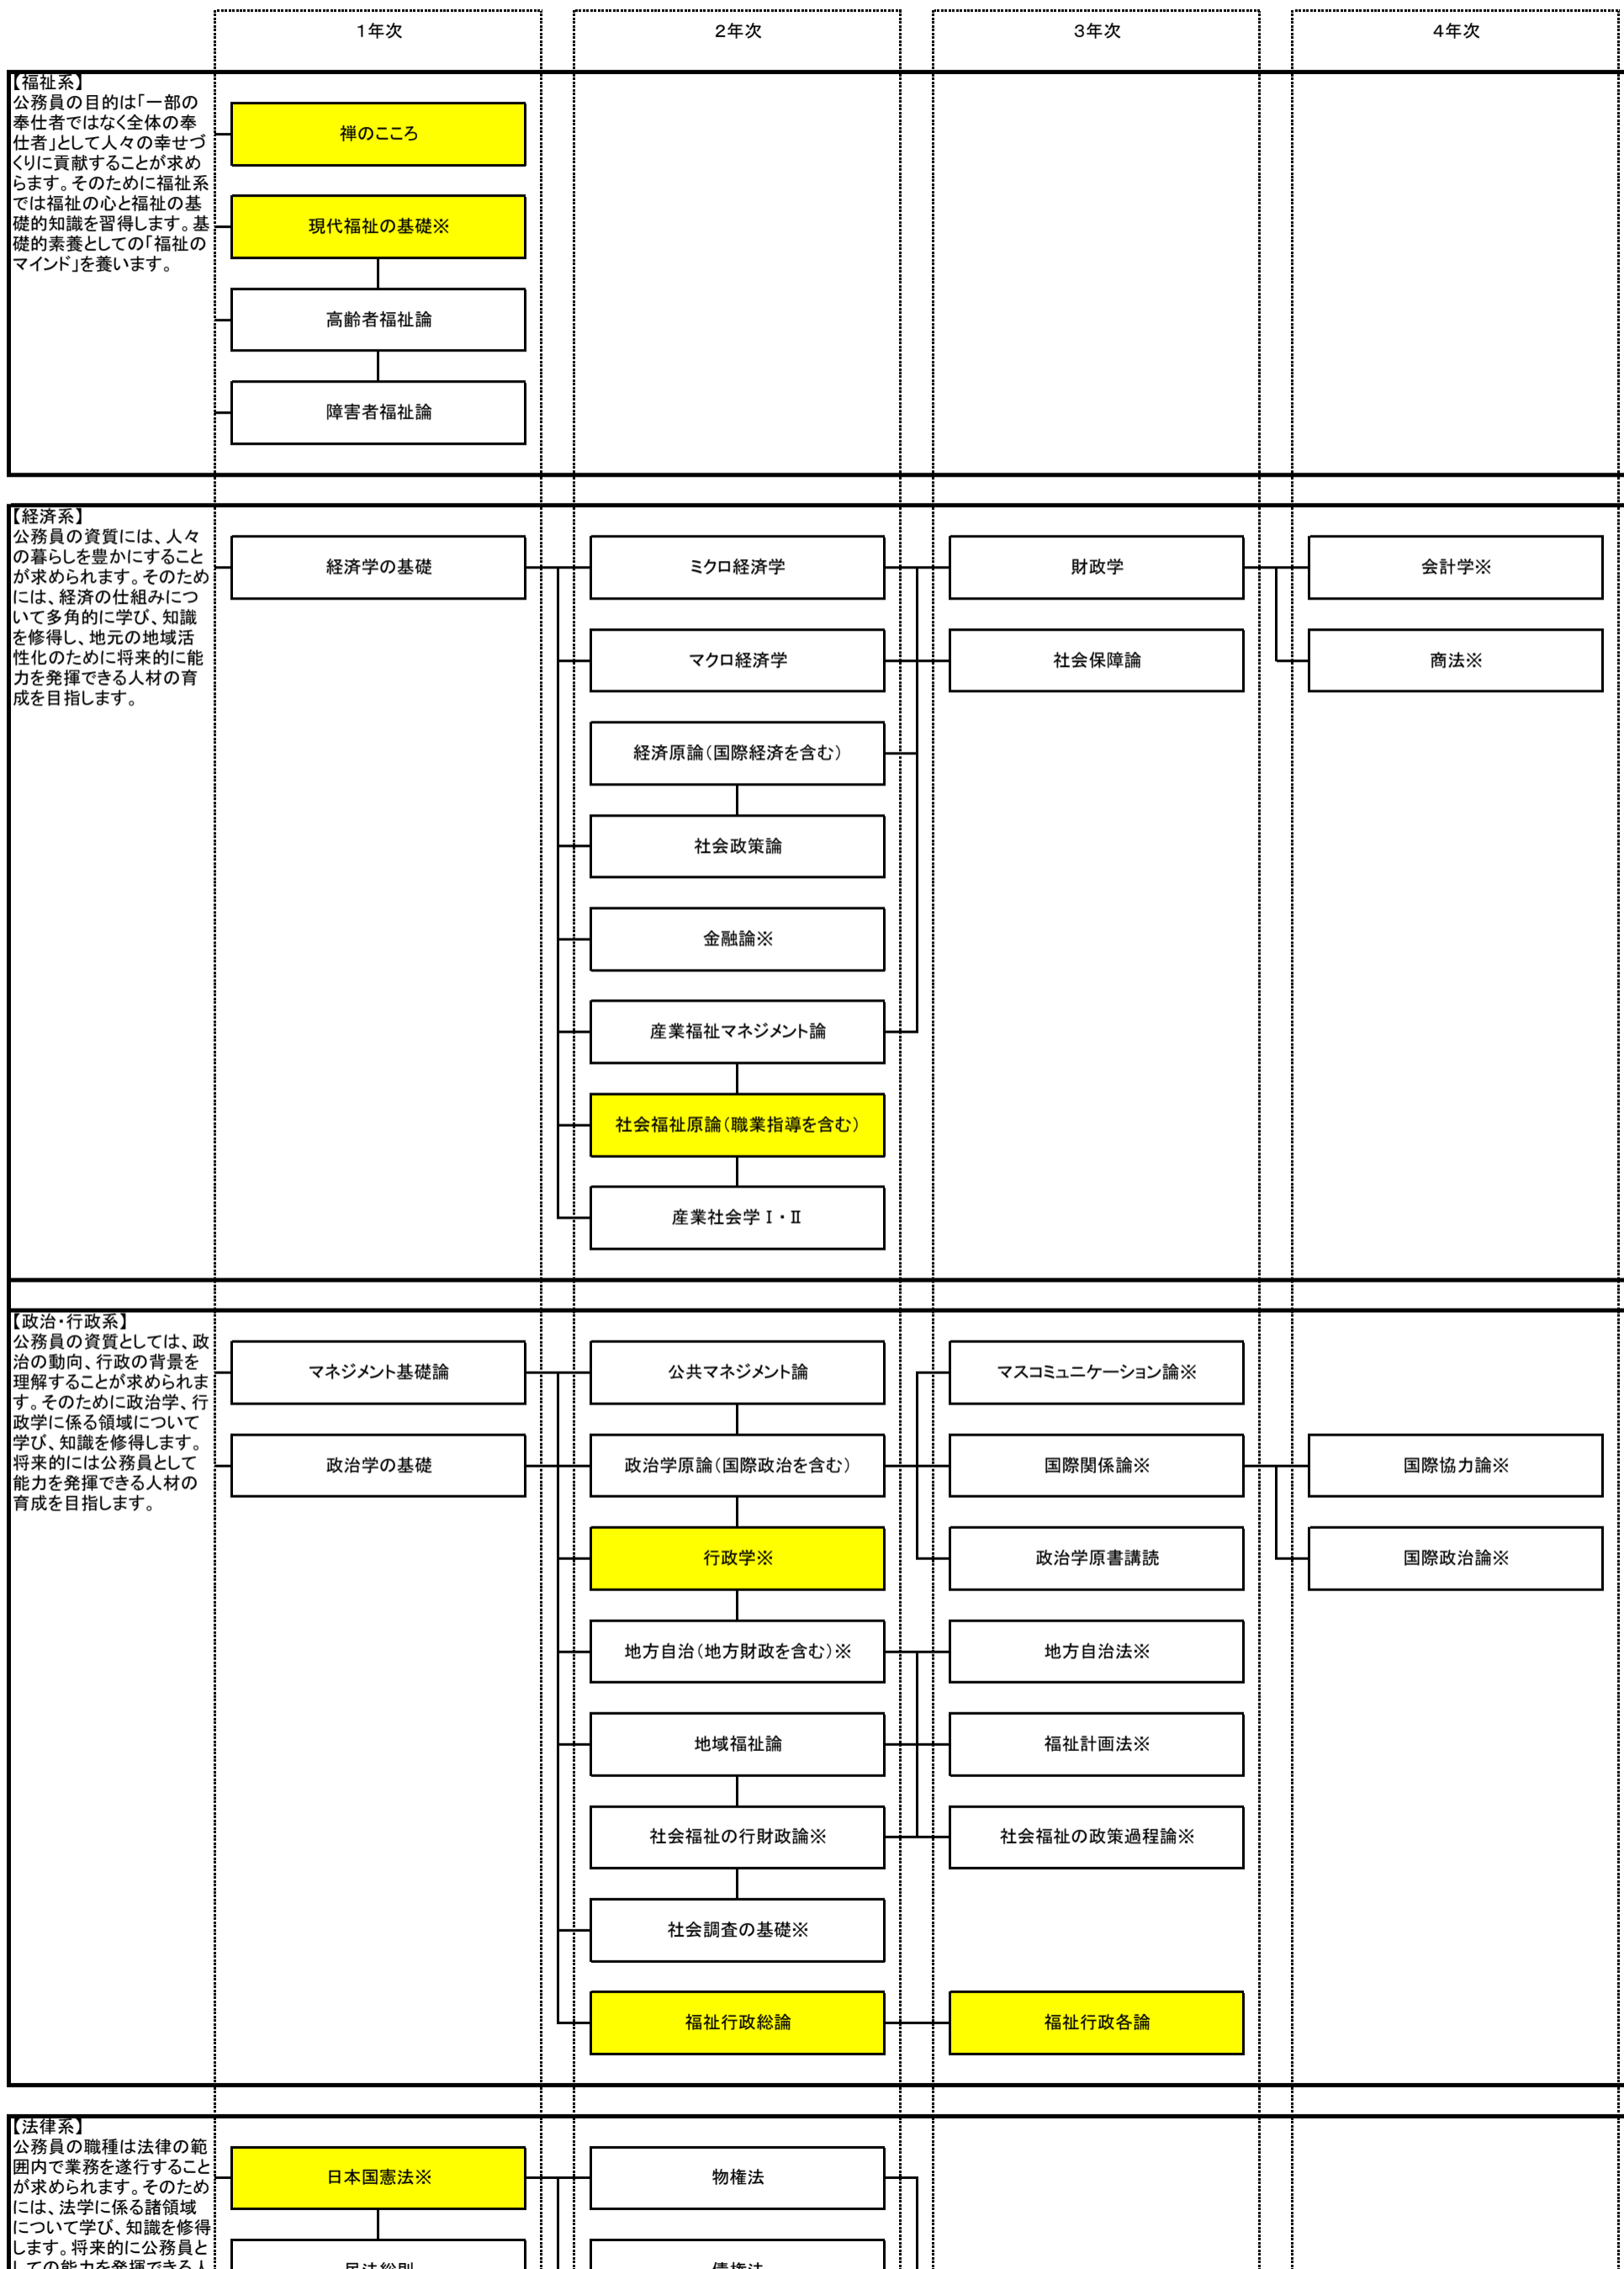 1年次
2年次
3年次
4年次
【福祉系】
公務員の目的は「一部の
奉仕者ではなく全体の奉
仕者」として人々の幸せづ
くりに貢献することが求め
らます。そのために福祉系
では福祉の心と福祉の基
礎的知識を習得します。基
礎的素養としての「福祉の
マインド」を養います。
禅のこころ
現代福祉の基礎※
高齢者福祉論
障害者福祉論
【経済系】
公務員の資質には、人々
の暮らしを豊かにすること
が求められます。そのため
には、経済の仕組みにつ
いて多角的に学び、知識
を修得し、地元の地域活
性化のために将来的に能
力を発揮できる人材の育
成を目指します。
経済学の基礎
ミクロ経済学
財政学
会計学※
マクロ経済学
社会保障論
商法※
経済原論（国際経済を含む）
社会政策論
金融論※
産業福祉マネジメント論
社会福祉原論（職業指導を含む）
産業社会学Ⅰ・Ⅱ
【政治・行政系】
公務員の資質としては、政
治の動向、行政の背景を
理解することが求められま
す。そのために政治学、行
政学に係る領域について
学び、知識を修得します。
将来的には公務員として
能力を発揮できる人材の
育成を目指します。
マネジメント基礎論
公共マネジメント論
マスコミュニケーション論※
政治学の基礎
政治学原論（国際政治を含む）
国際関係論※
国際協力論※
行政学※
政治学原書講読
国際政治論※
地方自治（地方財政を含む）※
地方自治法※
地域福祉論
福祉計画法※
社会福祉の行財政論※
社会福祉の政策過程論※
社会調査の基礎※
福祉行政総論
福祉行政各論
【法律系】
公務員の職種は法律の範
囲内で業務を遂行すること
が求められます。そのため
には、法学に係る諸領域
について学び、知識を修得
します。将来的に公務員と
しての能力を発揮できる人
日本国憲法※
物権法
民法総則
債権法